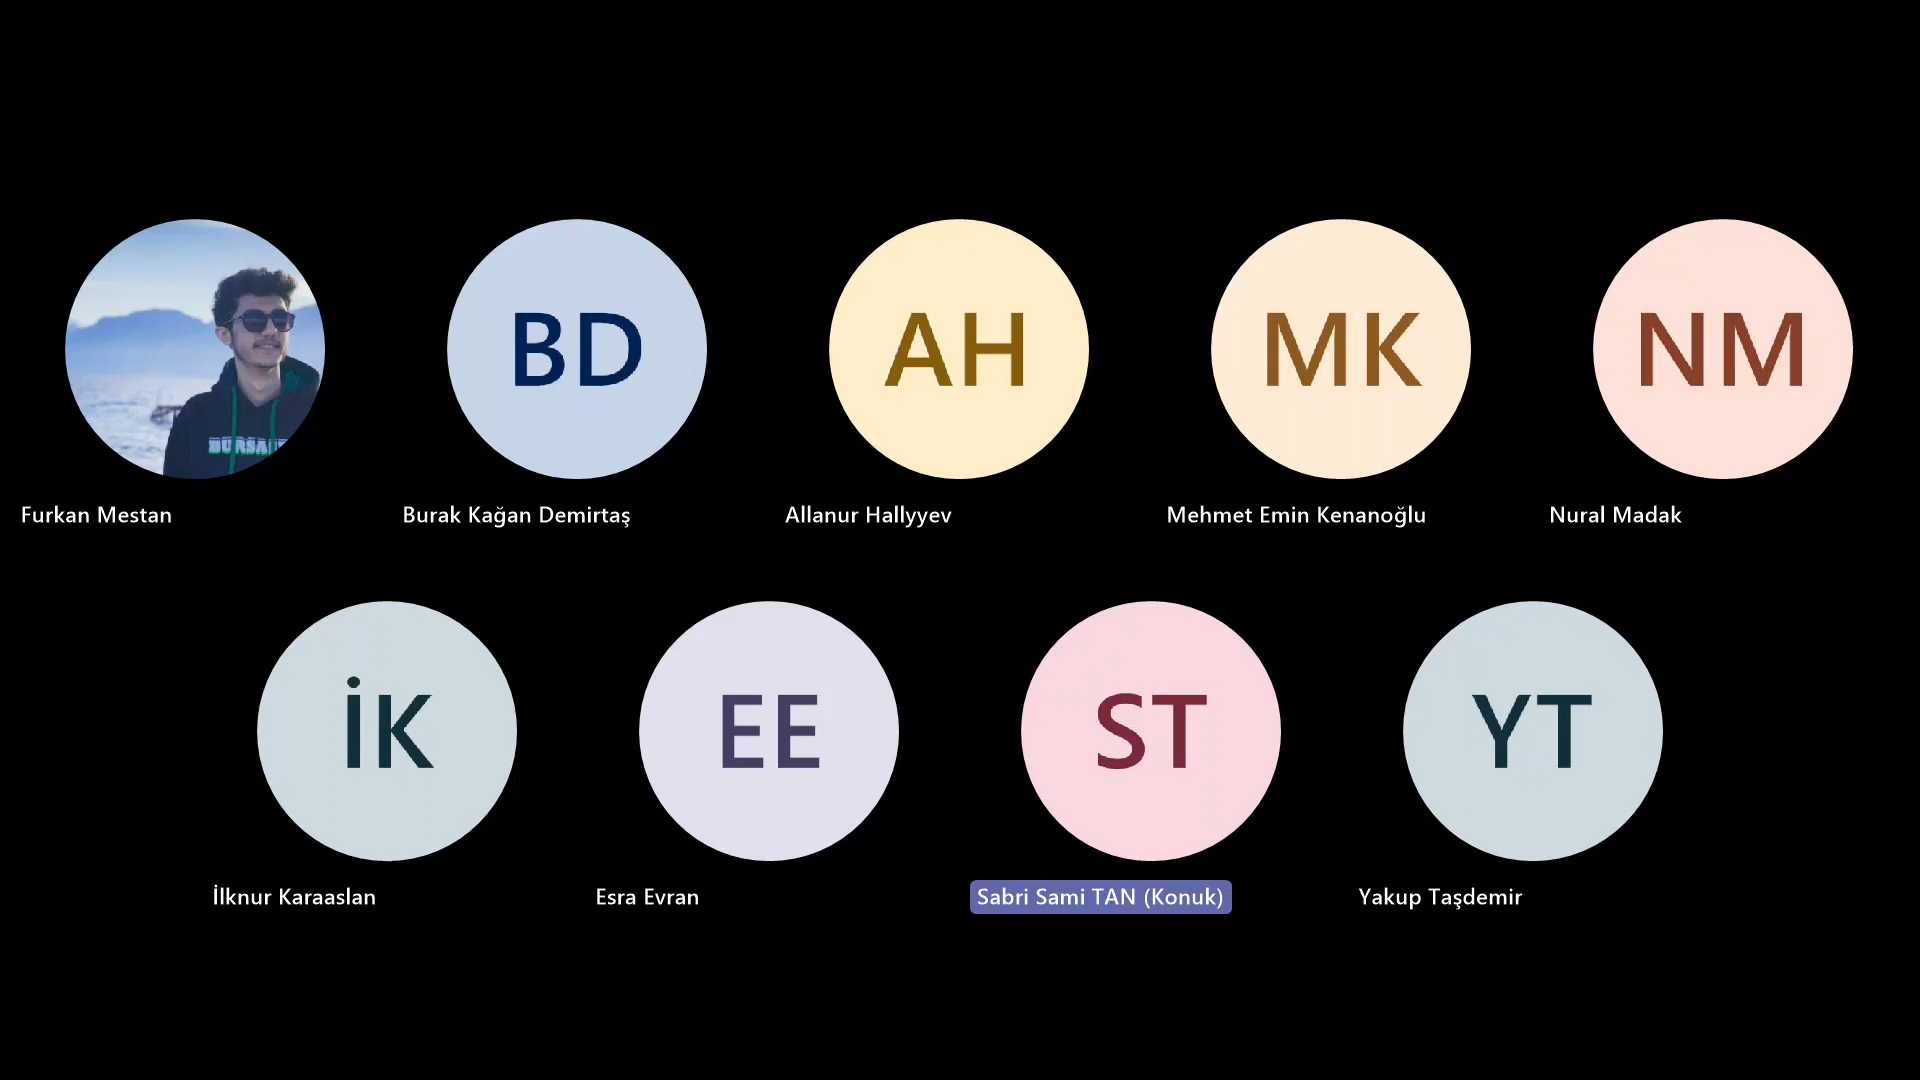 BURSA
BD
AH
MK
NM
Furkan Mestan
Burak Kağan Demirtaş
Allanur Hallyyev
Mehmet Emin Kenanoğlu
Nural Madak
İK
EE
ST
YT
İlknur Karaaslan
Esra Evran
Sabri Sami TAN (Konuk)
Yakup Taşdemir